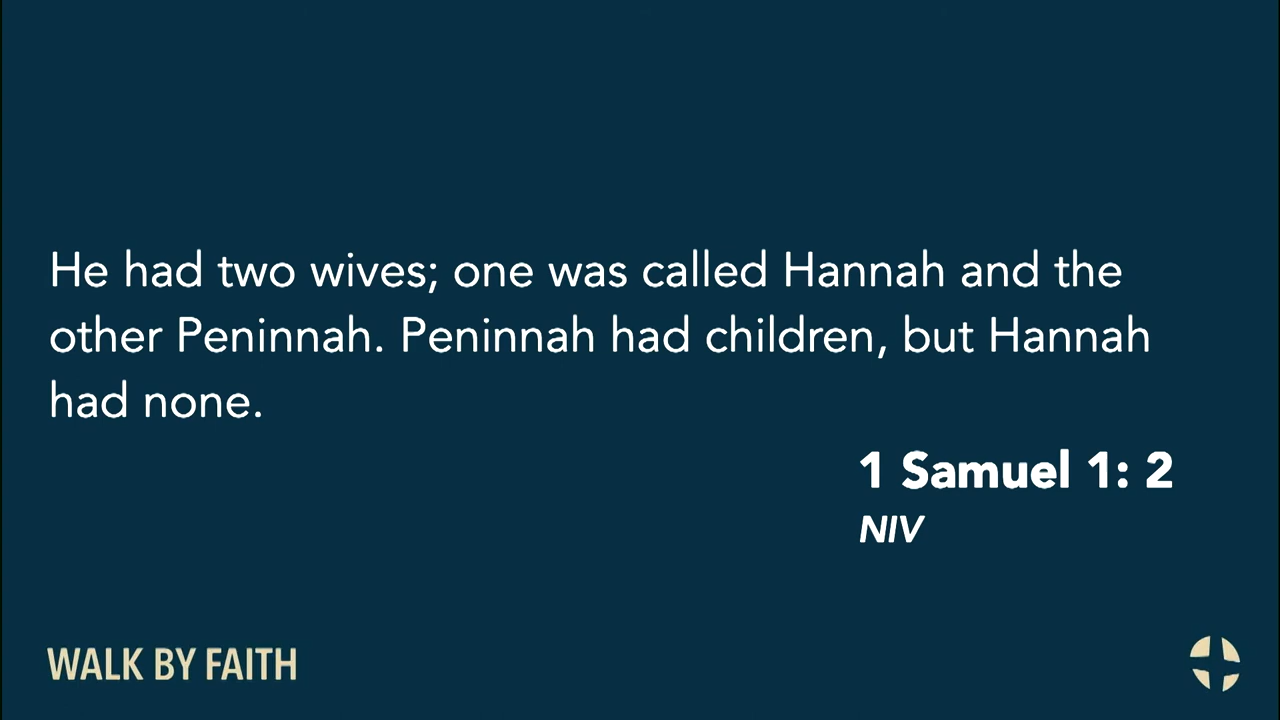 He had two wives; one was called Hannah and the
other Peninnah. Peninnah had children, but Hannah
had none.
1 Samuel 1: 2
NIV
WALK BY FAITH